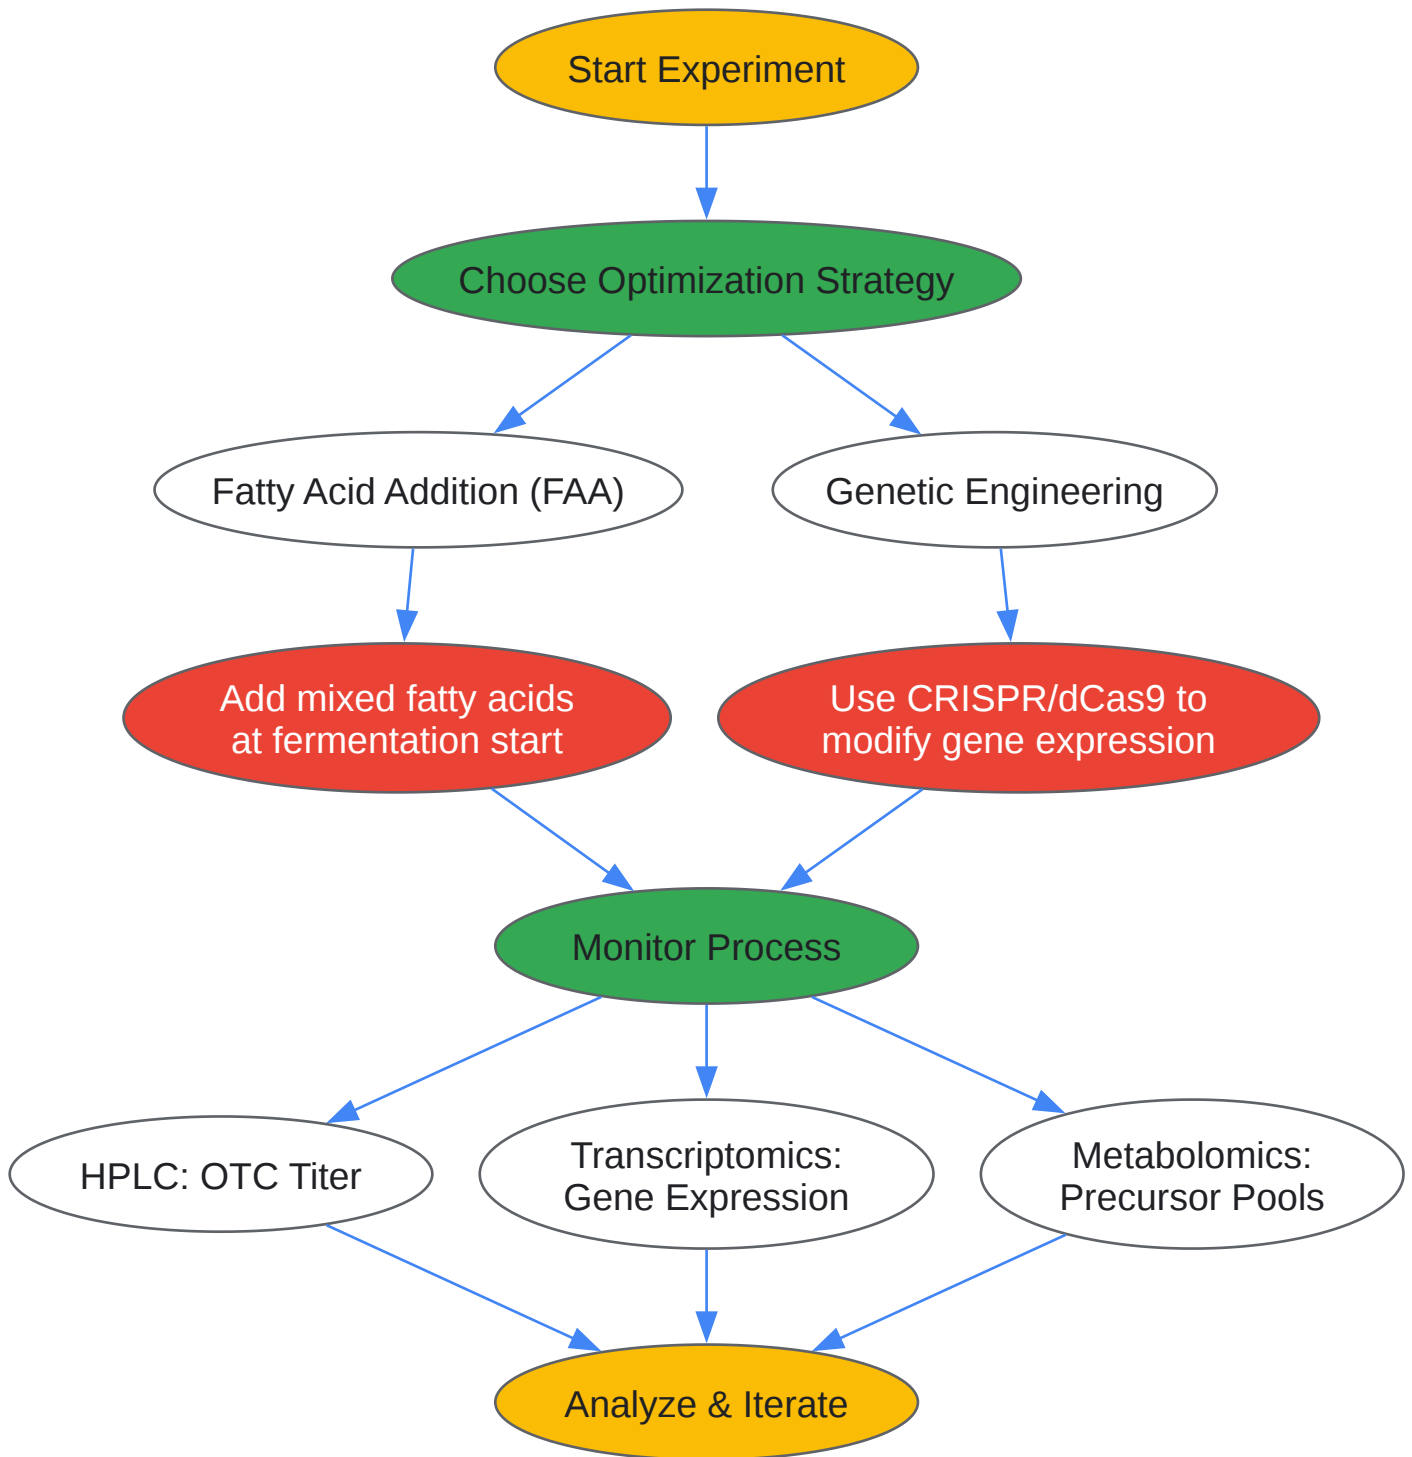 Start Experiment
Choose Optimization Strategy
Fatty Acid Addition (FAA)
Genetic Engineering
Add mixed fatty acids
at fermentation start
Use CRISPR/dCas9 to
modify gene expression
Monitor Process
HPLC: OTC Titer
Transcriptomics:
Gene Expression
Metabolomics:
Precursor Pools
Analyze & Iterate